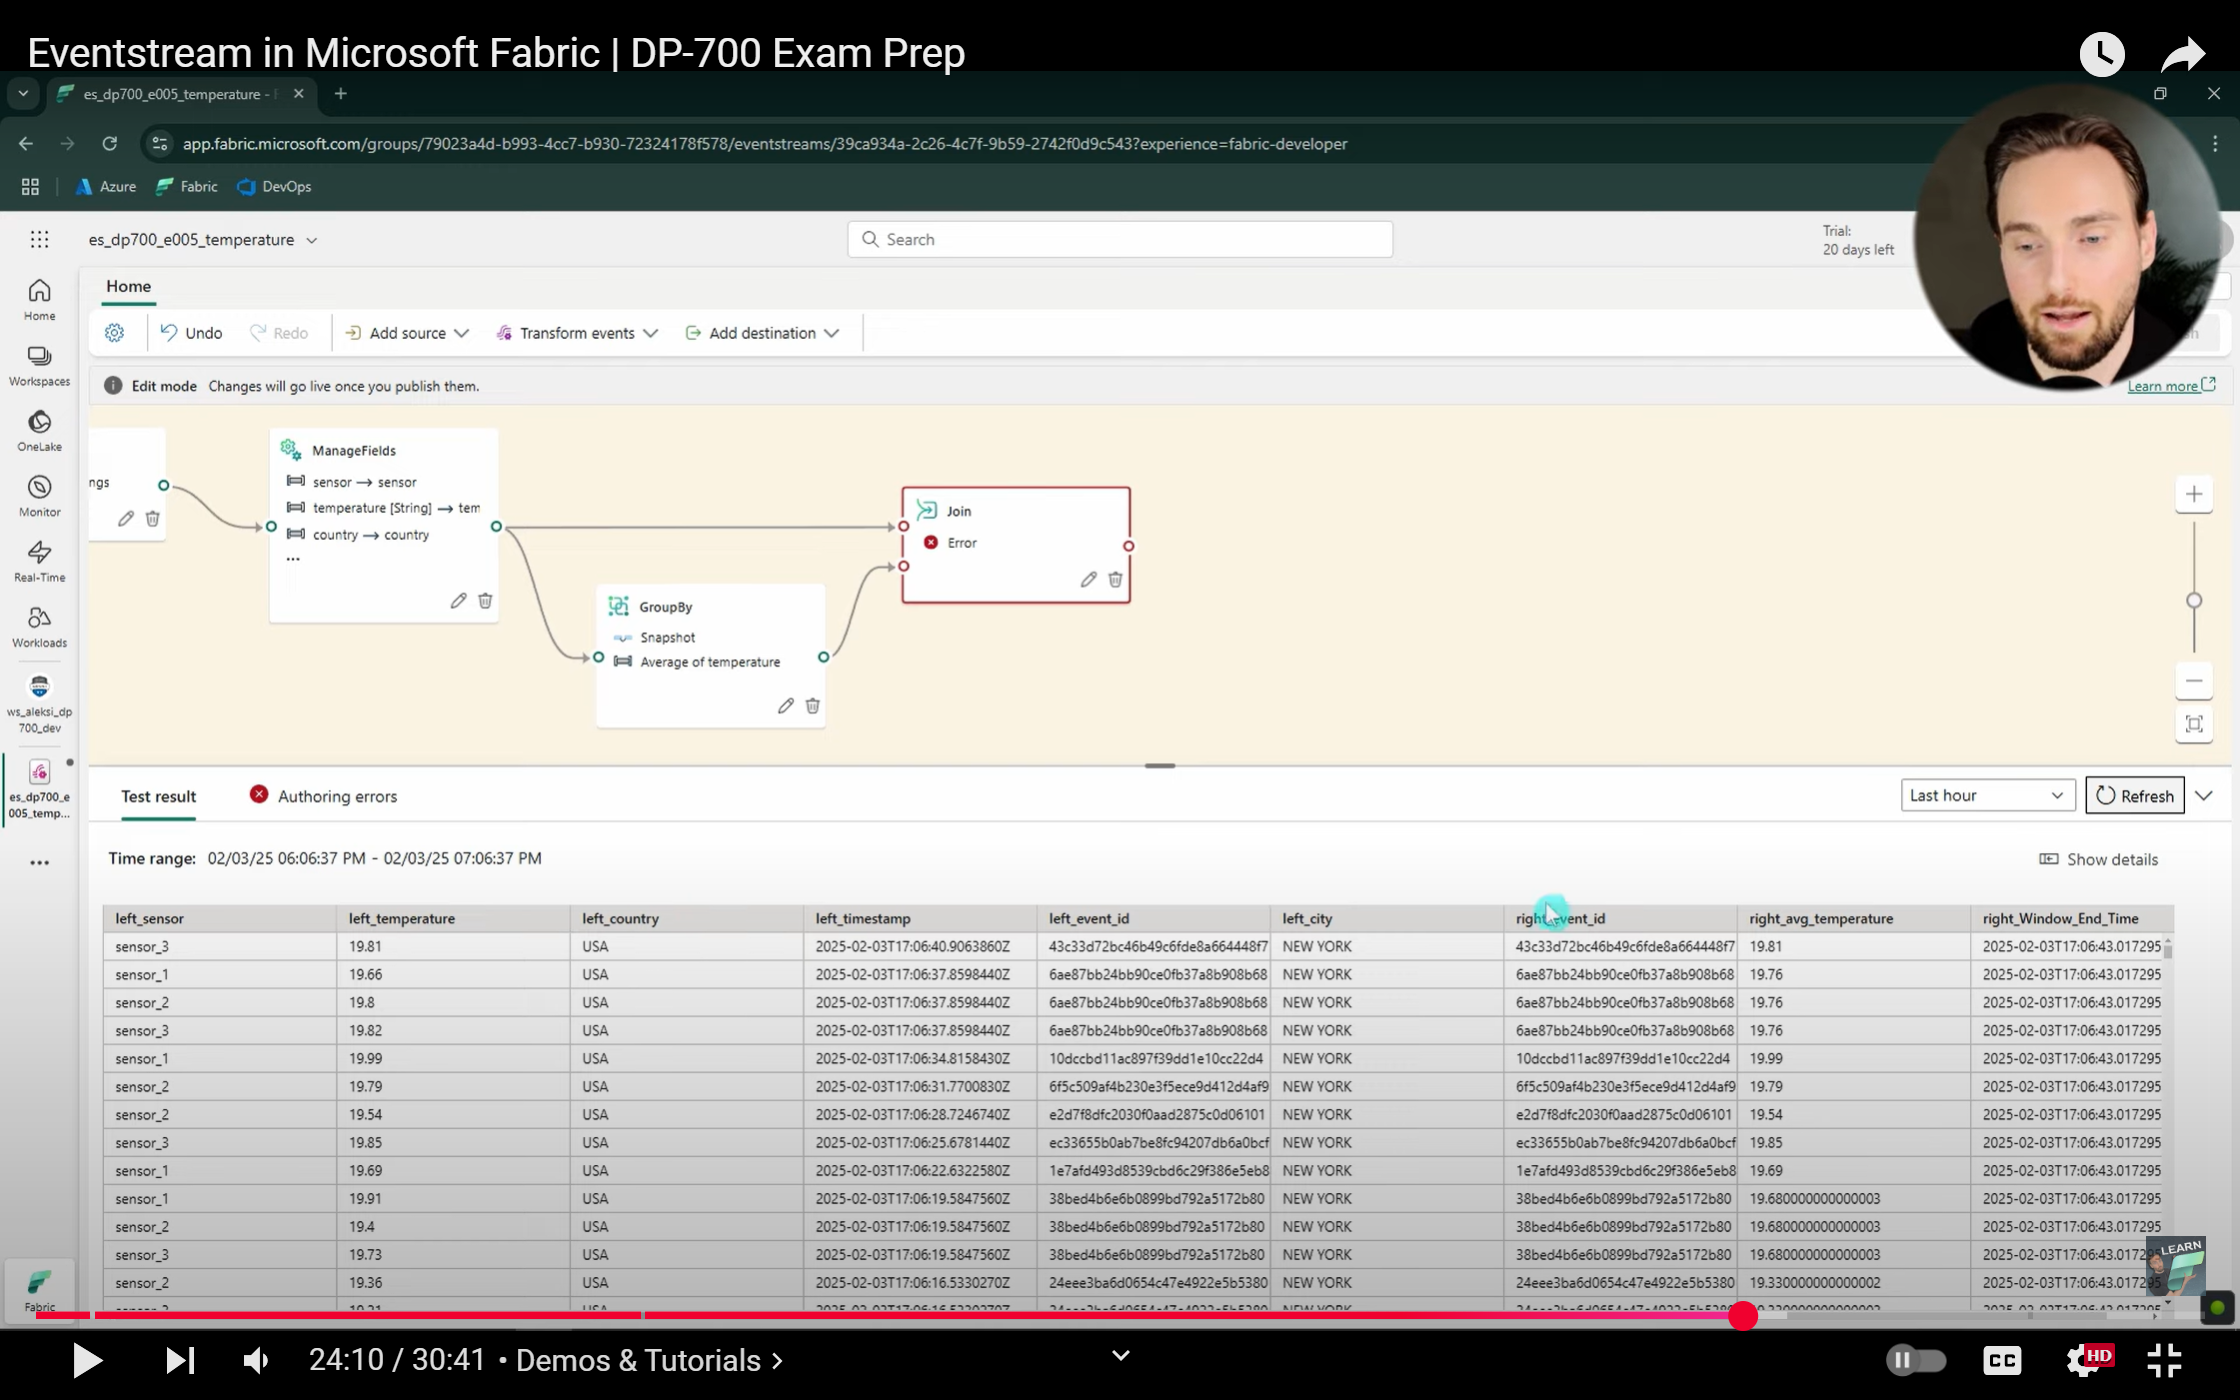 Eventstream in Microsoft Fabric | DP-700 Exam Prep
es_dp700_e005_temperature -
app.fabric.microsoft.com/groups/79023a4d-b993-4cc7-b930-72324178f578/eventstreams/39ca934a-2c26-4c7f-9b59-2742f0d9c543?experience=fabric-developer
Azure Fabric DevOps
es_dp700_e005_temperature Search Trial:
20 days left
Home
Undo Redo Add source Transform events Add destination
Edit mode Changes will go live once you publish them. Learn more
Home
Workspaces
OneLake
Monitor
Real-Time
Workloads
ws_aleksi_dp
700_dev
es_dp700_e
005_temp...
Fabric
ngs
ManageFields
sensor → sensor
temperature [String] → tem
country → country
...
GroupBy
Snapshot
Average of temperature
Join
Error
Test result Authoring errors Last hour Refresh
Time range: 02/03/25 06:06:37 PM - 02/03/25 07:06:37 PM Show details
left_sensor left_temperature left_country left_timestamp left_event_id left_city right_event_id right_avg_temperature right_Window_End_Time
sensor_3 19.81 USA 2025-02-03T17:06:40.9063860Z 43c33d72bc46b49c6fde8a664448f7 NEW YORK 43c33d72bc46b49c6fde8a664448f7 19.81 2025-02-03T17:06:43.017295
sensor_1 19.66 USA 2025-02-03T17:06:37.8598440Z 6ae87bb24bb90ce0fb37a8b908b68 NEW YORK 6ae87bb24bb90ce0fb37a8b908b68 19.76 2025-02-03T17:06:43.017295
sensor_2 19.8 USA 2025-02-03T17:06:37.8598440Z 6ae87bb24bb90ce0fb37a8b908b68 NEW YORK 6ae87bb24bb90ce0fb37a8b908b68 19.76 2025-02-03T17:06:43.017295
sensor_3 19.82 USA 2025-02-03T17:06:37.8598440Z 6ae87bb24bb90ce0fb37a8b908b68 NEW YORK 6ae87bb24bb90ce0fb37a8b908b68 19.76 2025-02-03T17:06:43.017295
sensor_1 19.99 USA 2025-02-03T17:06:34.8158430Z 10dccbd11ac897f39dd1e10cc22d4 NEW YORK 10dccbd11ac897f39dd1e10cc22d4 19.99 2025-02-03T17:06:43.017295
sensor_2 19.79 USA 2025-02-03T17:06:31.7700830Z 6f5c509af4b230e3f5ece9d412d4af9 NEW YORK 6f5c509af4b230e3f5ece9d412d4af9 19.79 2025-02-03T17:06:43.017295
sensor_2 19.54 USA 2025-02-03T17:06:28.7246740Z e2d7f8dfc2030f0aad2875c0d06101 NEW YORK e2d7f8dfc2030f0aad2875c0d06101 19.54 2025-02-03T17:06:43.017295
sensor_3 19.85 USA 2025-02-03T17:06:25.6781440Z ec33655b0ab7be8fc94207db6a0bcf NEW YORK ec33655b0ab7be8fc94207db6a0bcf 19.85 2025-02-03T17:06:43.017295
sensor_1 19.69 USA 2025-02-03T17:06:22.6322580Z 1e7afd493d8539cbd6c29f386e5eb8 NEW YORK 1e7afd493d8539cbd6c29f386e5eb8 19.69 2025-02-03T17:06:43.017295
sensor_1 19.91 USA 2025-02-03T17:06:19.5847560Z 38bed4b6e6b0899bd792a5172b80 NEW YORK 38bed4b6e6b0899bd792a5172b80 19.680000000000003 2025-02-03T17:06:43.017295
sensor_2 19.4 USA 2025-02-03T17:06:19.5847560Z 38bed4b6e6b0899bd792a5172b80 NEW YORK 38bed4b6e6b0899bd792a5172b80 19.680000000000003 2025-02-03T17:06:43.017295
sensor_3 19.73 USA 2025-02-03T17:06:19.5847560Z 38bed4b6e6b0899bd792a5172b80 NEW YORK 38bed4b6e6b0899bd792a5172b80 19.680000000000003 2025-02-03T17:06:43.0172
sensor_2 19.36 USA 2025-02-03T17:06:16.5330270Z 24eee3ba6d0654c47e4922e5b5380 NEW YORK 24eee3ba6d0654c47e4922e5b5380 19.330000000000002 2025-02-03T17:06:43.0172
LEARN
24:10 / 30:41 • Demos & Tutorials >
CC HD